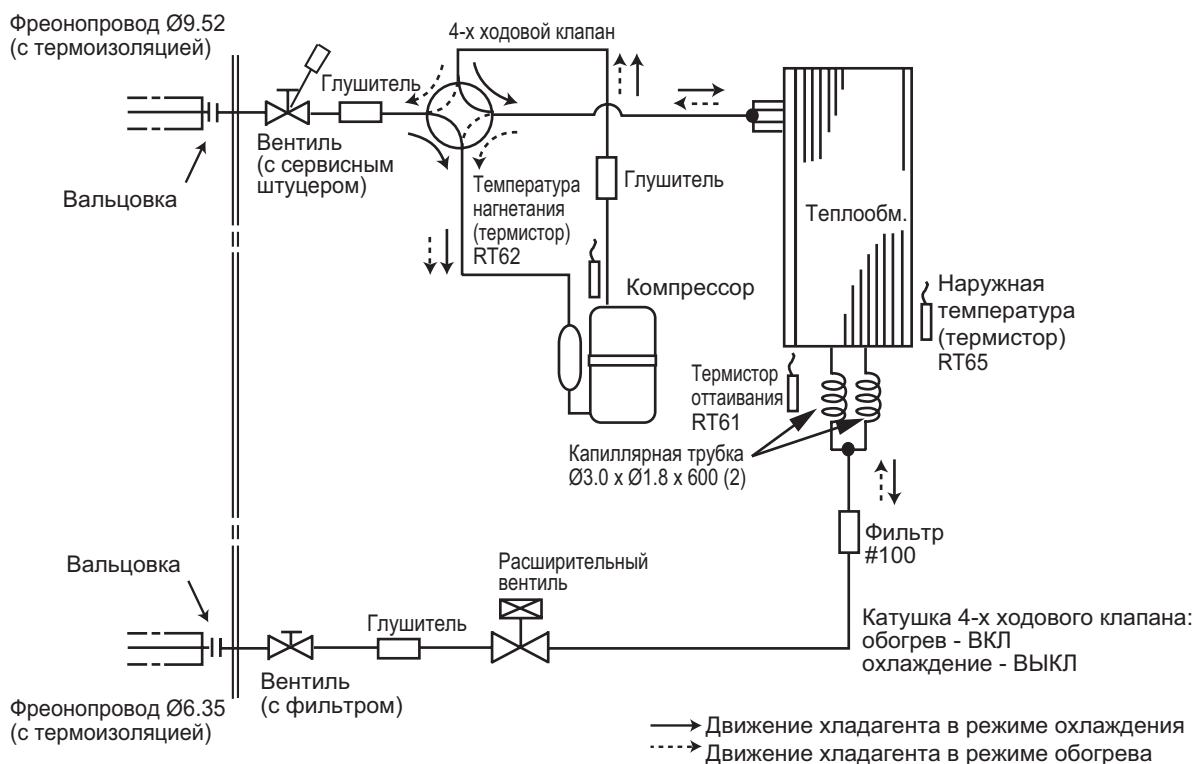 Фреонопровод Ø9.52
(с термоизоляцией)
4-х ходовой клапан
Глушитель
Вентиль
(с сервисным
штуцером)
Вальцовка
Температура
нагнетания
(термистор)
RT62
Глушитель
Компрессор
Теплообм.
Наружная
температура
(термистор)
RT65
Термистор
оттаивания
RT61
Капиллярная трубка
Ø3.0 x Ø1.8 x 600 (2)
Фильтр
#100
Вальцовка
Расширительный
вентиль
Глушитель
Вентиль
(с фильтром)
Фреонопровод Ø6.35
(с термоизоляцией)
Катушка 4-х ходового клапана:
обогрев - ВКЛ
охлаждение - ВЫКЛ
Движение хладагента в режиме охлаждения
Движение хладагента в режиме обогрева